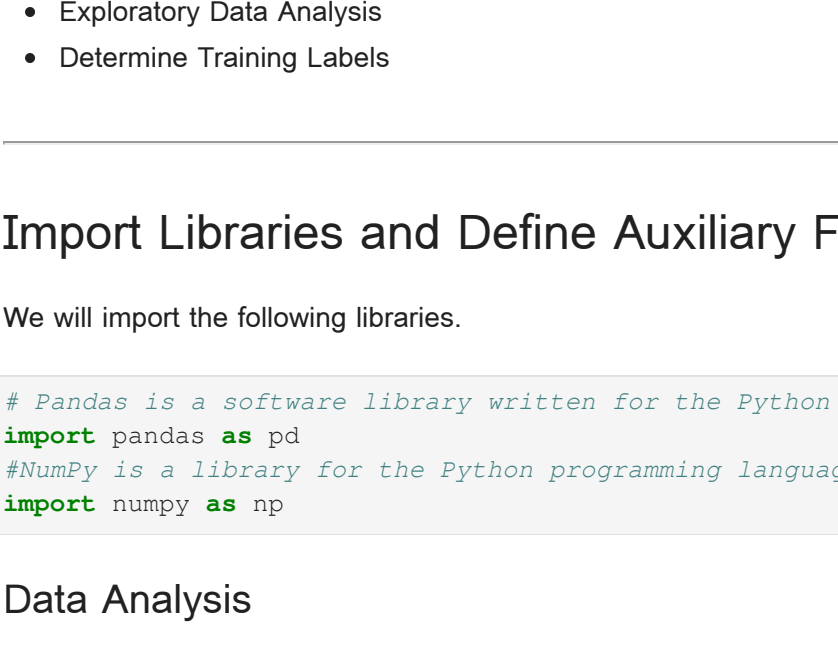 • Exploratory Data Analysis
• Determine Training Labels
Import Libraries and Define Auxiliary F
We will import the following libraries.
# Pandas is a software library written for the Python
import pandas as pd
#NumPy is a library for the Python programming languag
import numpy as np
Data Analysis